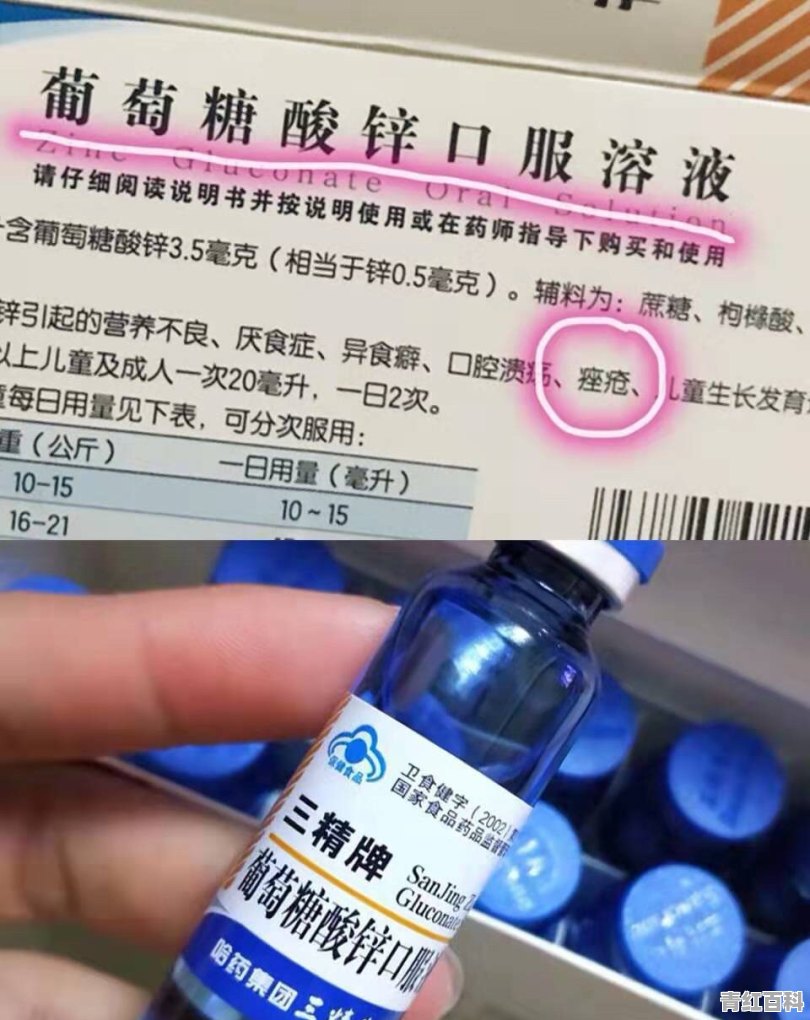 葡萄糖酸锌口服溶液
Zinc Gluconate Oral Solution
请仔细阅读说明书并按说明使用或在药师指导下购买和使用
含葡萄糖酸锌3.5毫克（相当于锌0.5毫克）。辅料为：蔗糖、枸橼酸、
锌引起的营养不良、厌食症、异食癖、口腔溃疡、痤疮、儿童生长发育
以上儿童及成人一次20毫升，一日2次。
每日用量见下表，可分次服用：
重（公斤） 一日用量（毫升）
10-15 10~15
16-21
保健食品
卫食健字（2002）
国家食品药品监督
三精牌
SanJing
Gluconate
葡萄糖酸锌口服
哈药集团三精
青红百科